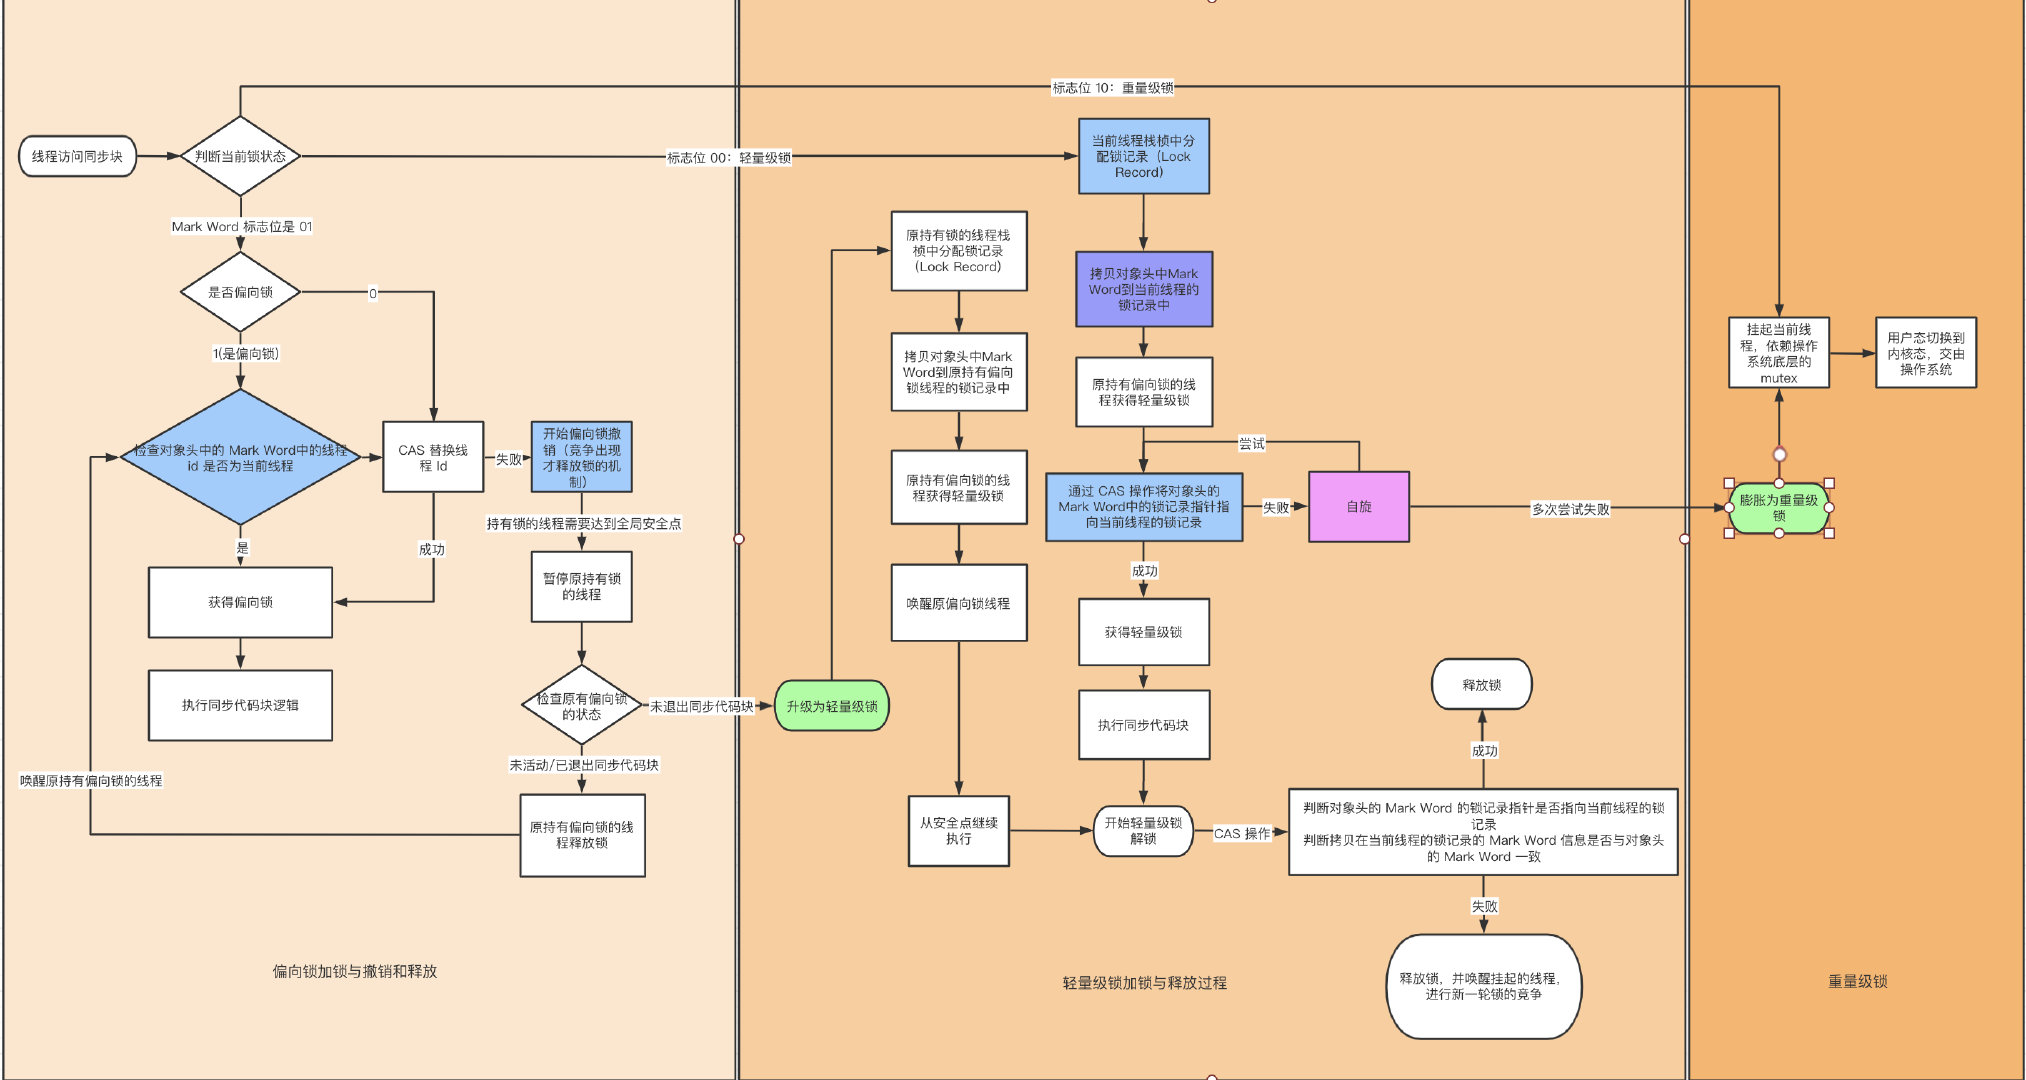 标志位 10：重量级锁
线程访问同步块
判断当前锁状态
标志位 00：轻量级锁
当前线程栈桢中分
配锁记录（Lock
Record）
Mark Word 标志位是 01
是否偏向锁
0
1(是偏向锁)
检查对象头中的 Mark Word中的线程
id 是否为当前线程
CAS 替换线
程 Id
失败
开始偏向锁撤
销（竞争出现
才释放锁的机
制）
持有锁的线程需要达到全局安全点
是
成功
获得偏向锁
暂停原持有锁
的线程
执行同步代码块逻辑
检查原有偏向锁
的状态
未退出同步代码块
未活动/已退出同步代码块
唤醒原持有偏向锁的线程
原持有偏向锁的线
程释放锁
偏向锁加锁与撤销和释放
升级为轻量级锁
原持有锁的线程栈
桢中分配锁记录
（Lock Record）
拷贝对象头中Mark
Word到原持有偏向
锁线程的锁记录中
原持有偏向锁的线
程获得轻量级锁
唤醒原偏向锁线程
从安全点继续
执行
拷贝对象头中Mark
Word到当前线程的
锁记录中
原持有偏向锁的线
程获得轻量级锁
尝试
通过 CAS 操作将对象头的
Mark Word中的锁记录指针指
向当前线程的锁记录
失败
自旋
多次尝试失败
成功
获得轻量级锁
执行同步代码块
开始轻量级锁
解锁
CAS 操作
释放锁
成功
判断对象头的 Mark Word 的锁记录指针是否指向当前线程的锁
记录
判断拷贝在当前线程的锁记录的 Mark Word 信息是否与对象头
的 Mark Word 一致
失败
释放锁，并唤醒挂起的线程，
进行新一轮锁的竞争
轻量级锁加锁与释放过程
挂起当前线
程，依赖操作
系统底层的
mutex
用户态切换到
内核态，交由
操作系统
膨胀为重量级
锁
重量级锁